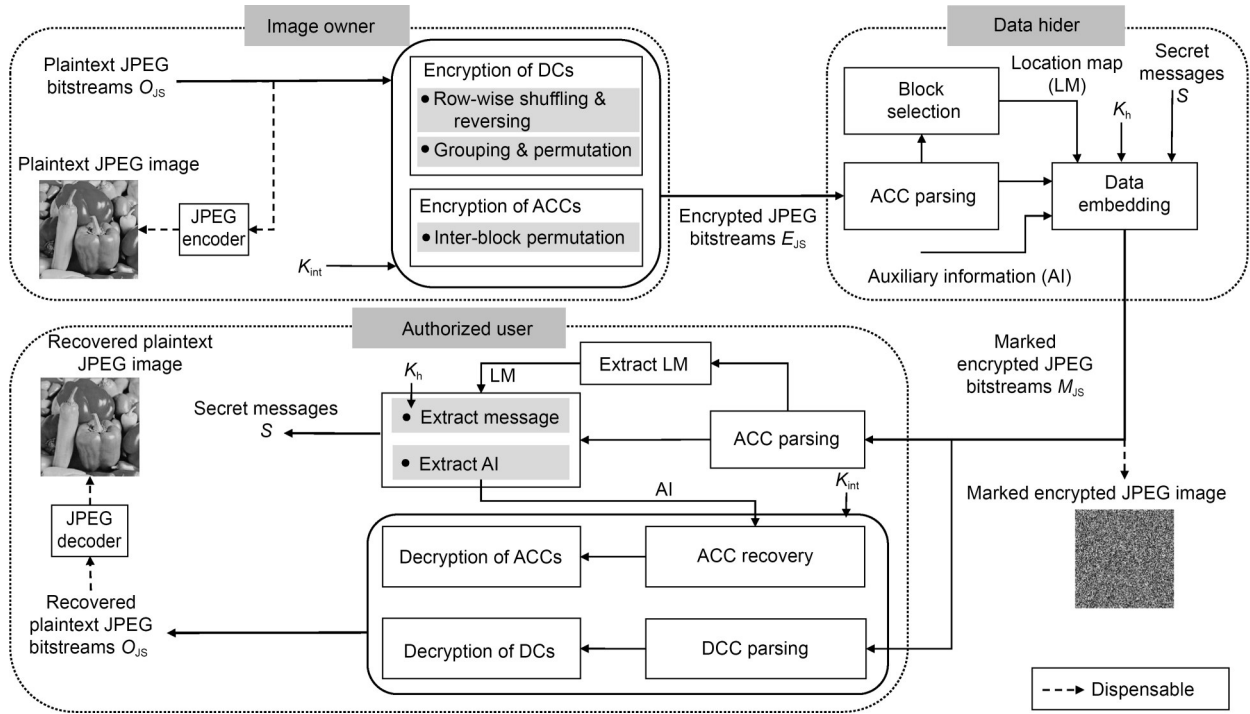 Image owner
Plaintext JPEG
bitstreams O_JS
Plaintext JPEG image
JPEG
encoder
K_int
Encryption of DCs
● Row-wise shuffling &
reversing
● Grouping & permutation
Encryption of ACCs
● Inter-block permutation
Encrypted JPEG
bitstreams E_JS
Data hider
Block
selection
Location map
(LM)
Secret
messages
S
K_h
ACC parsing
Data
embedding
Auxiliary information (AI)
Marked
encrypted JPEG
bitstreams M_JS
Marked encrypted JPEG image
Authorized user
Recovered plaintext
JPEG image
Extract LM
LM
K_h
Secret messages
S
● Extract message
● Extract AI
ACC parsing
AI
K_int
JPEG
decoder
Decryption of ACCs
ACC recovery
Recovered
plaintext JPEG
bitstreams O_JS
Decryption of DCs
DCC parsing
Dispensable